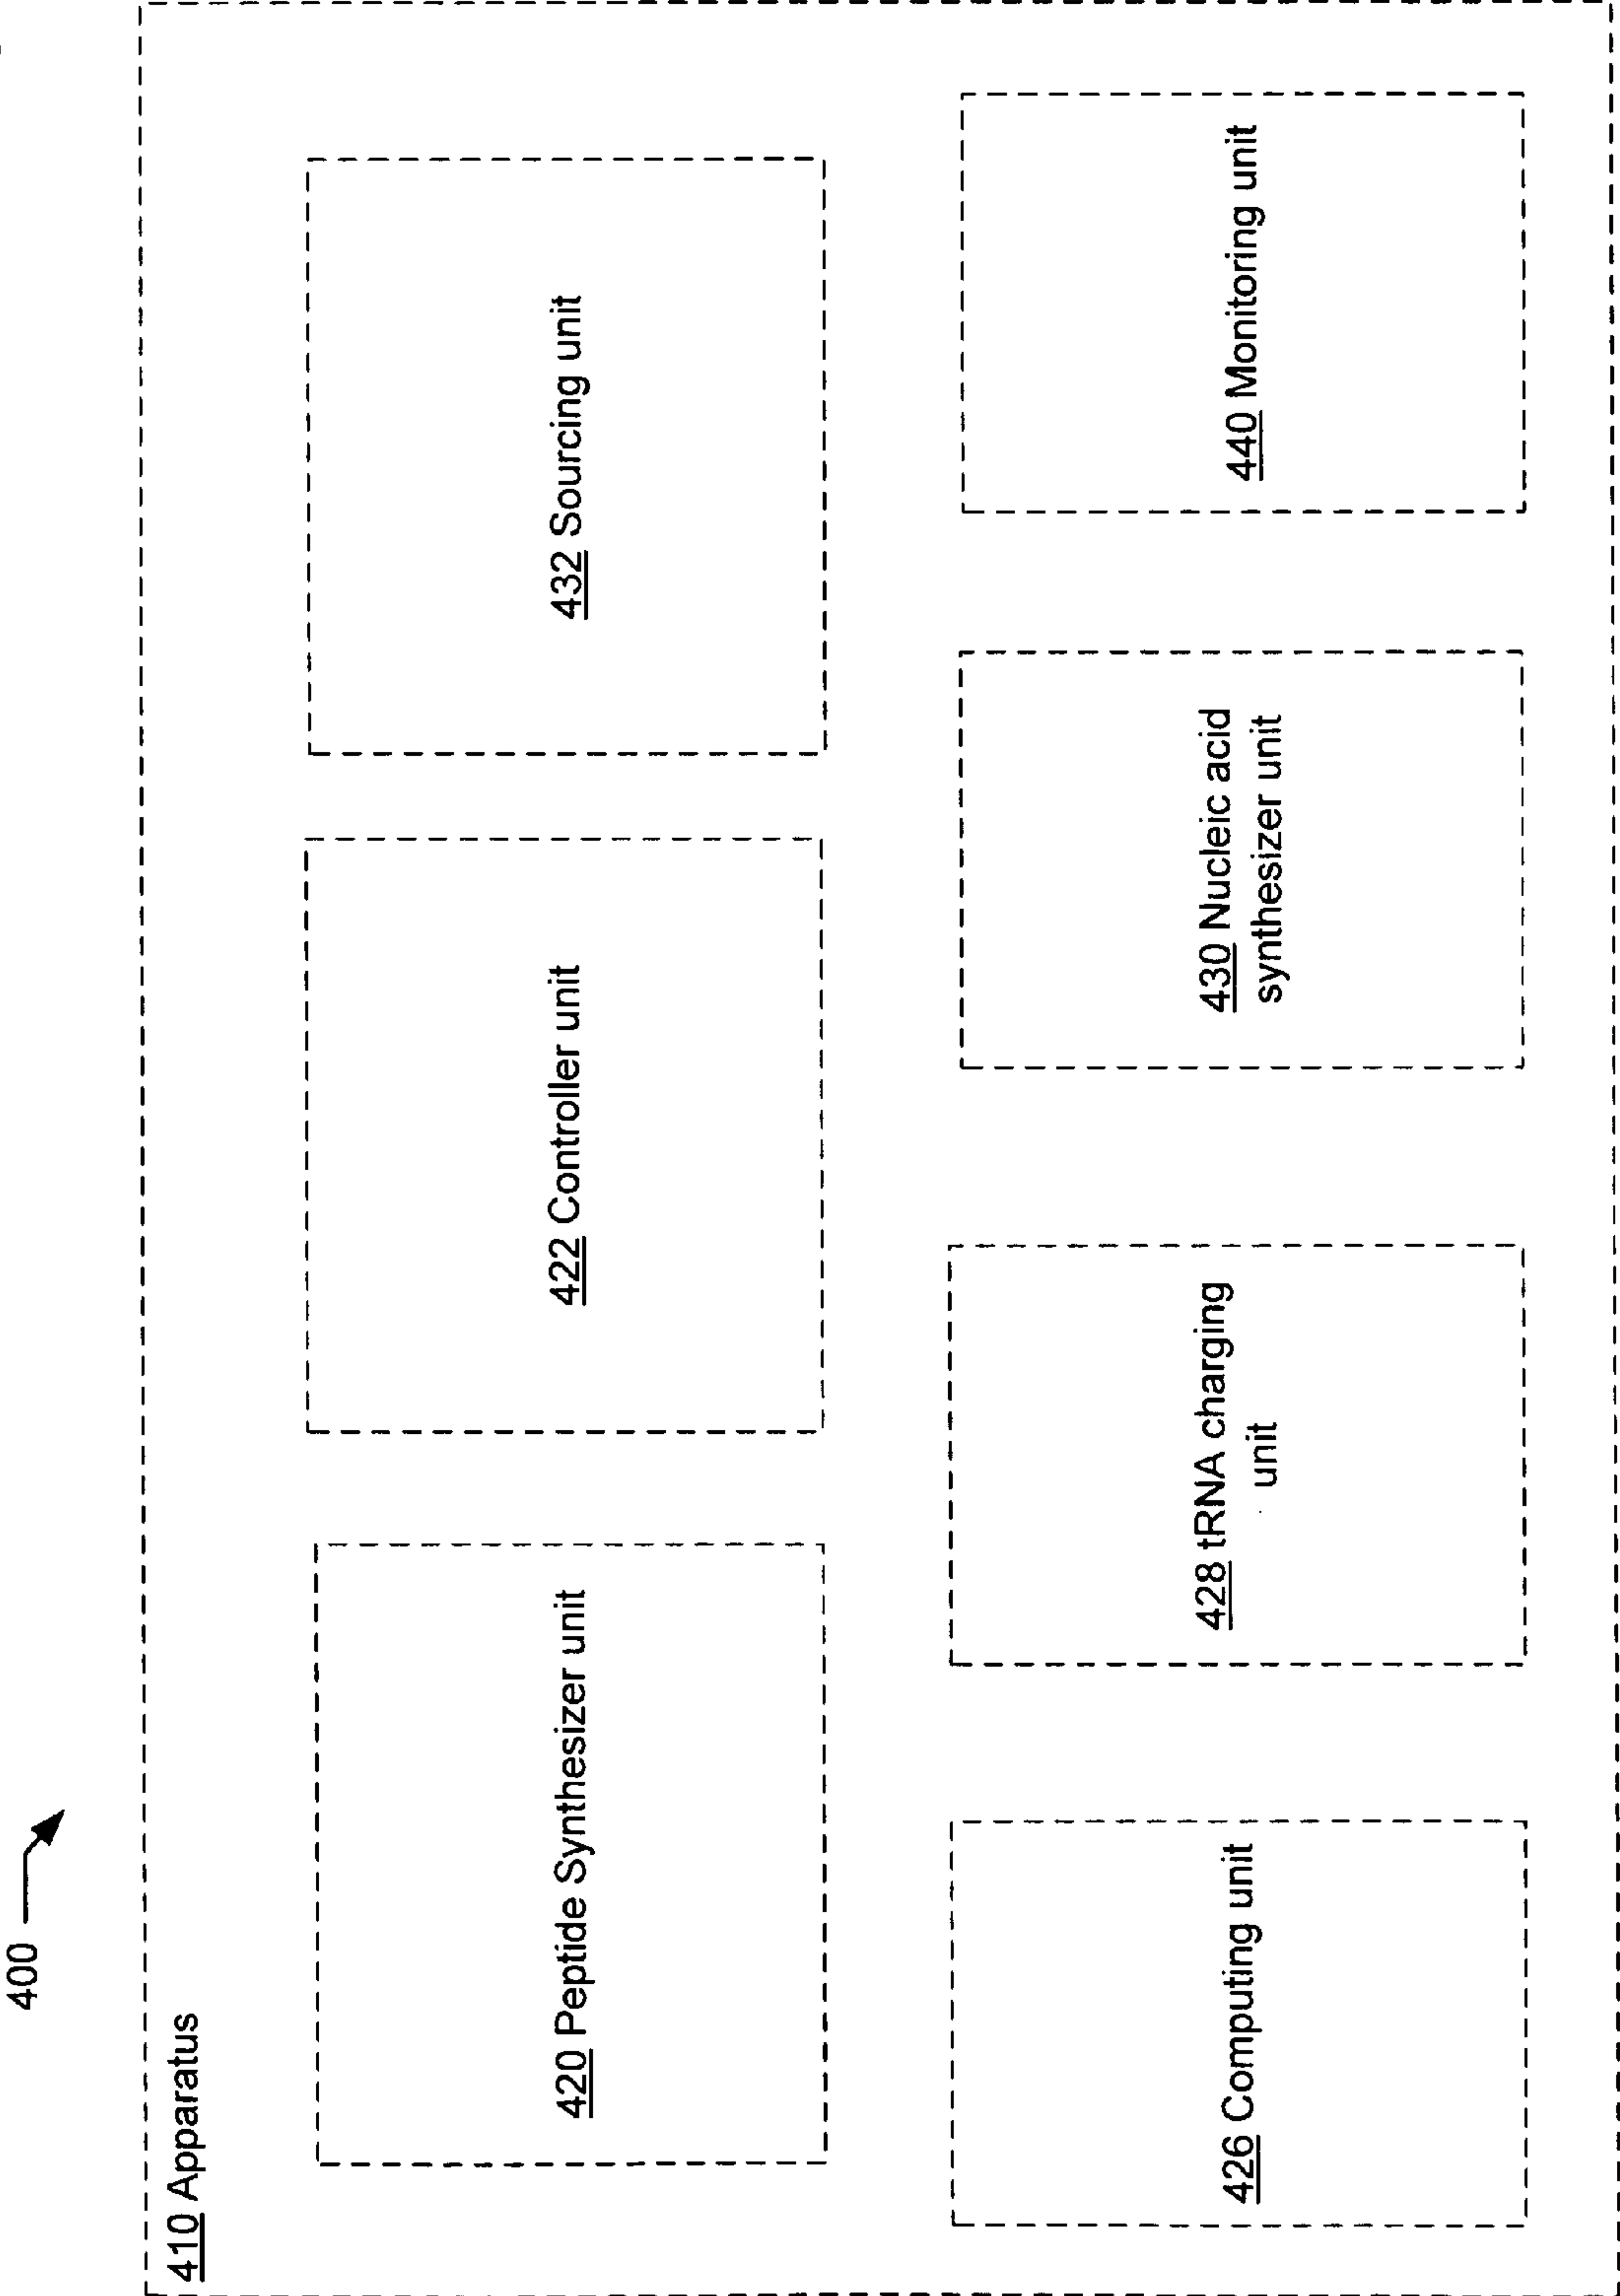 400
410 Apparatus
420 Peptide Synthesizer unit
422 Controller unit
432 Sourcing unit
426 Computing unit
428 tRNA charging
unit
430 Nucleic acid
synthesizer unit
440 Monitoring unit